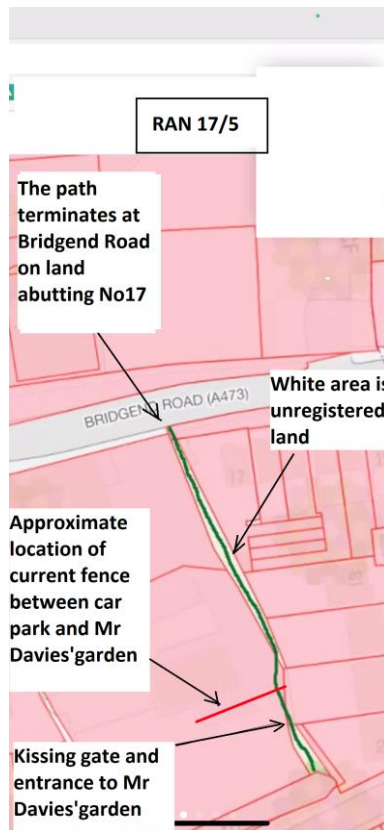 RAN 17/5
The path
terminates at
Bridgend Road
on land
abutting No17
BRIDGEND ROAD (A473)
White area is
unregistered
land
17
Approximate
location of
current fence
between car
park and Mr
Davies'garden
Kissing gate and
entrance to Mr
Davies'garden